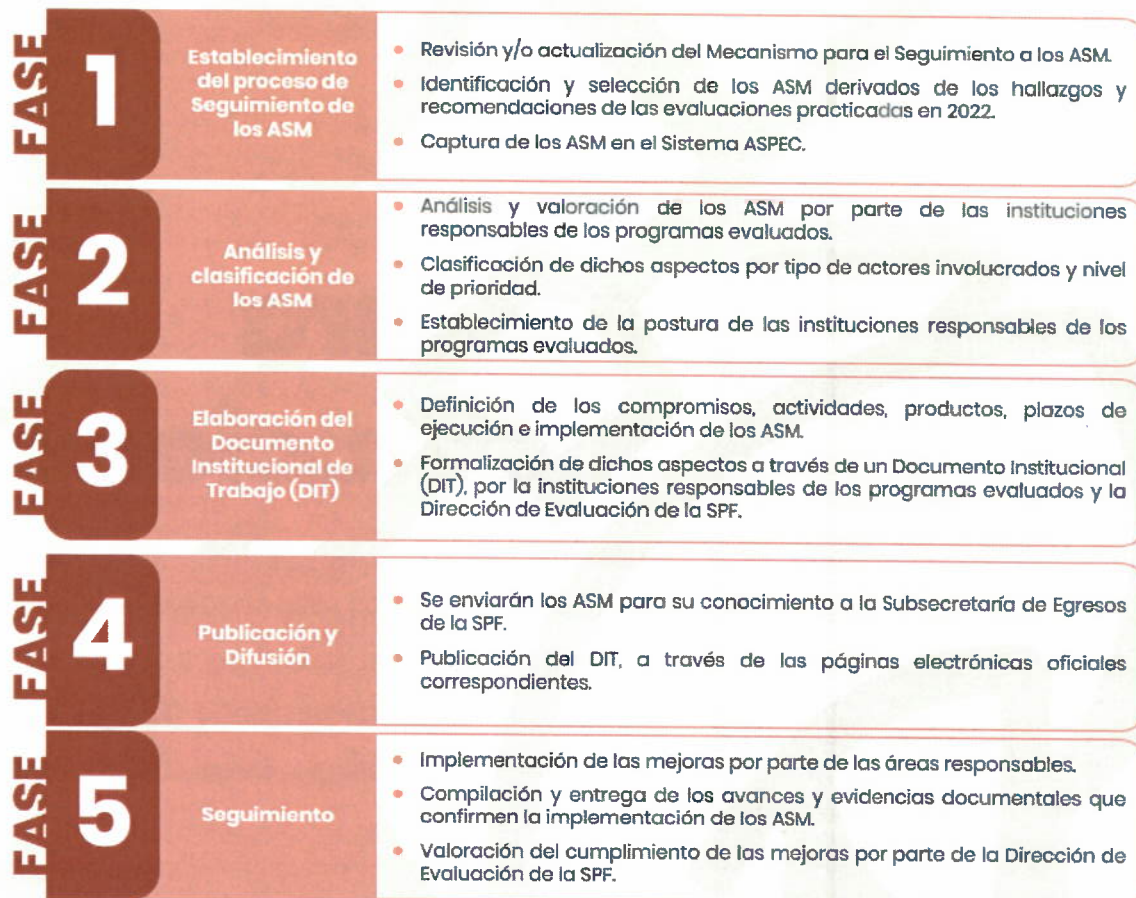 FASE
1
Establecimiento
del proceso de
Seguimiento de
los ASM
• Revisión y/o actualización del Mecanismo para el Seguimiento a los ASM.
• Identificación y selección de los ASM derivados de los hallazgos y
recomendaciones de las evaluaciones practicadas en 2022.
• Captura de los ASM en el Sistema ASPEC.
FASE
2
Análisis y
clasificación de
los ASM
• Análisis y valoración de los ASM por parte de las instituciones
responsables de los programas evaluados.
• Clasificación de dichos aspectos por tipo de actores involucrados y nivel
de prioridad.
• Establecimiento de la postura de las instituciones responsables de los
programas evaluados.
FASE
3
Elaboración del
Documento
Institucional de
Trabajo (DIT)
• Definición de los compromisos, actividades, productos, plazos de
ejecución e implementación de los ASM.
• Formalización de dichos aspectos a través de un Documento Institucional
(DIT), por la instituciones responsables de los programas evaluados y la
Dirección de Evaluación de la SPF.
FASE
4
Publicación y
Difusión
• Se enviarán los ASM para su conocimiento a la Subsecretaría de Egresos
de la SPF.
• Publicación del DIT, a través de las páginas electrónicas oficiales
correspondientes.
FASE
5
Seguimiento
• Implementación de las mejoras por parte de las áreas responsables.
• Compilación y entrega de los avances y evidencias documentales que
confirmen la implementación de los ASM.
• Valoración del cumplimiento de las mejoras por parte de la Dirección de
Evaluación de la SPF.